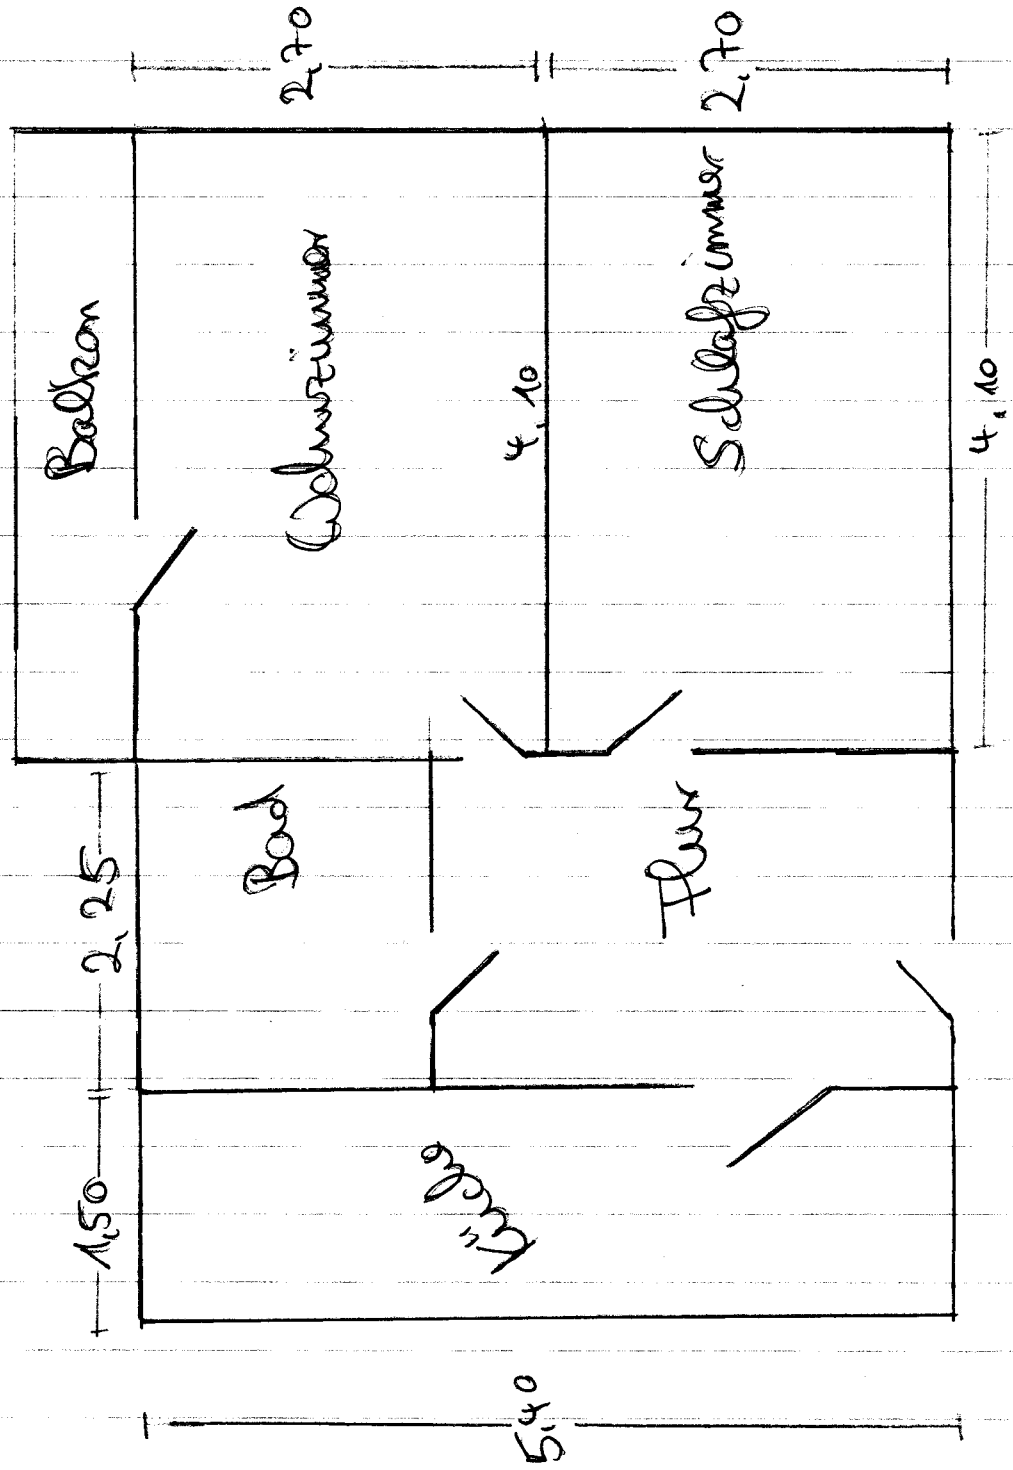 Balkon
2,70
Wohnzimmer
4,10
2,70
Schlafzimmer
4,10
2,25
Bad
Flur
1,50
Küche
5,40